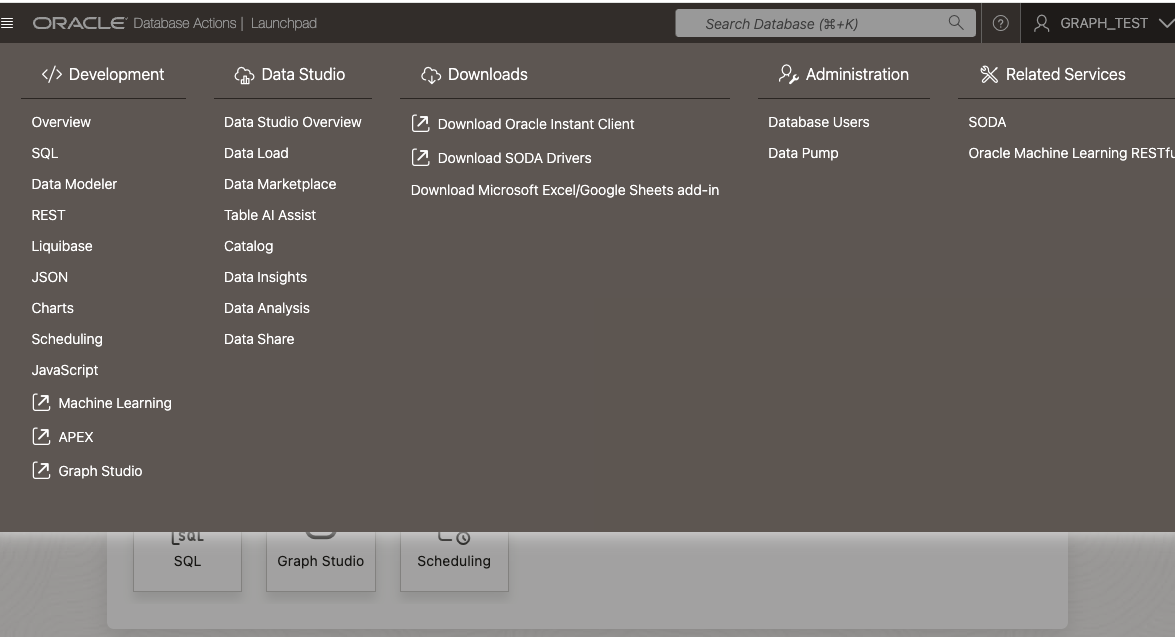 ORACLE Database Actions | Launchpad
Search Database (⌘+K)
GRAPH_TEST
</> Development
Overview
SQL
Data Modeler
REST
Liquibase
JSON
Charts
Scheduling
JavaScript
Machine Learning
APEX
Graph Studio
Data Studio
Data Studio Overview
Data Load
Data Marketplace
Table AI Assist
Catalog
Data Insights
Data Analysis
Data Share
Downloads
Download Oracle Instant Client
Download SODA Drivers
Download Microsoft Excel/Google Sheets add-in
Administration
Database Users
Data Pump
Related Services
SODA
Oracle Machine Learning RESTfu
SQL
SQL
Graph Studio
Scheduling